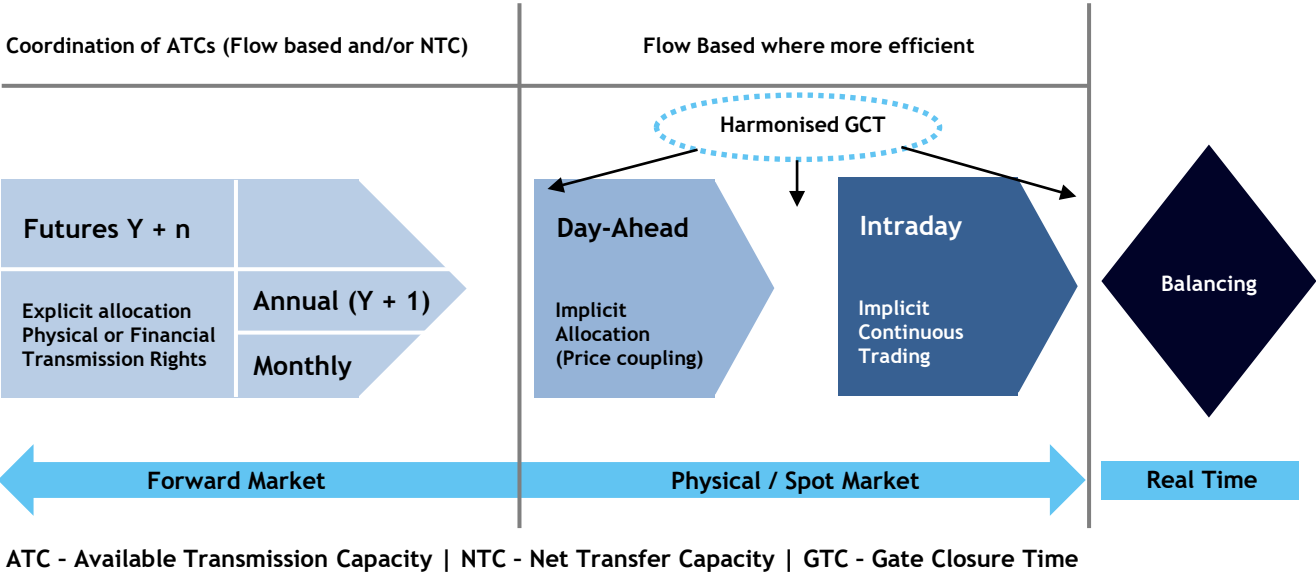 Coordination of ATCs (Flow based and/or NTC)
Flow Based where more efficient
Harmonised GCT
Futures Y + n
Explicit allocation
Physical or Financial
Transmission Rights
Annual (Y + 1)
Monthly
Day-Ahead
Implicit
Allocation
(Price coupling)
Intraday
Implicit
Continuous
Trading
Balancing
Forward Market
Physical / Spot Market
Real Time
ATC – Available Transmission Capacity | NTC – Net Transfer Capacity | GTC – Gate Closure Time